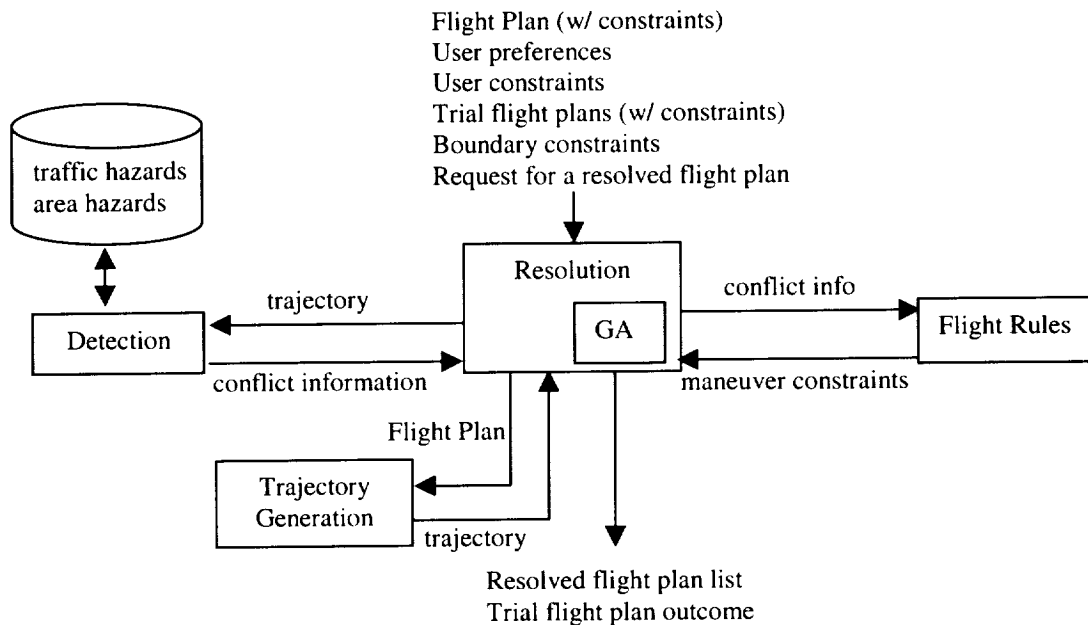 Flight Plan (w/ constraints)
User preferences
User constraints
Trial flight plans (w/ constraints)
Boundary constraints
Request for a resolved flight plan
traffic hazards
area hazards
Resolution
GA
trajectory
conflict info
Detection
Flight Rules
conflict information
maneuver constraints
Flight Plan
Trajectory
Generation
trajectory
Resolved flight plan list
Trial flight plan outcome